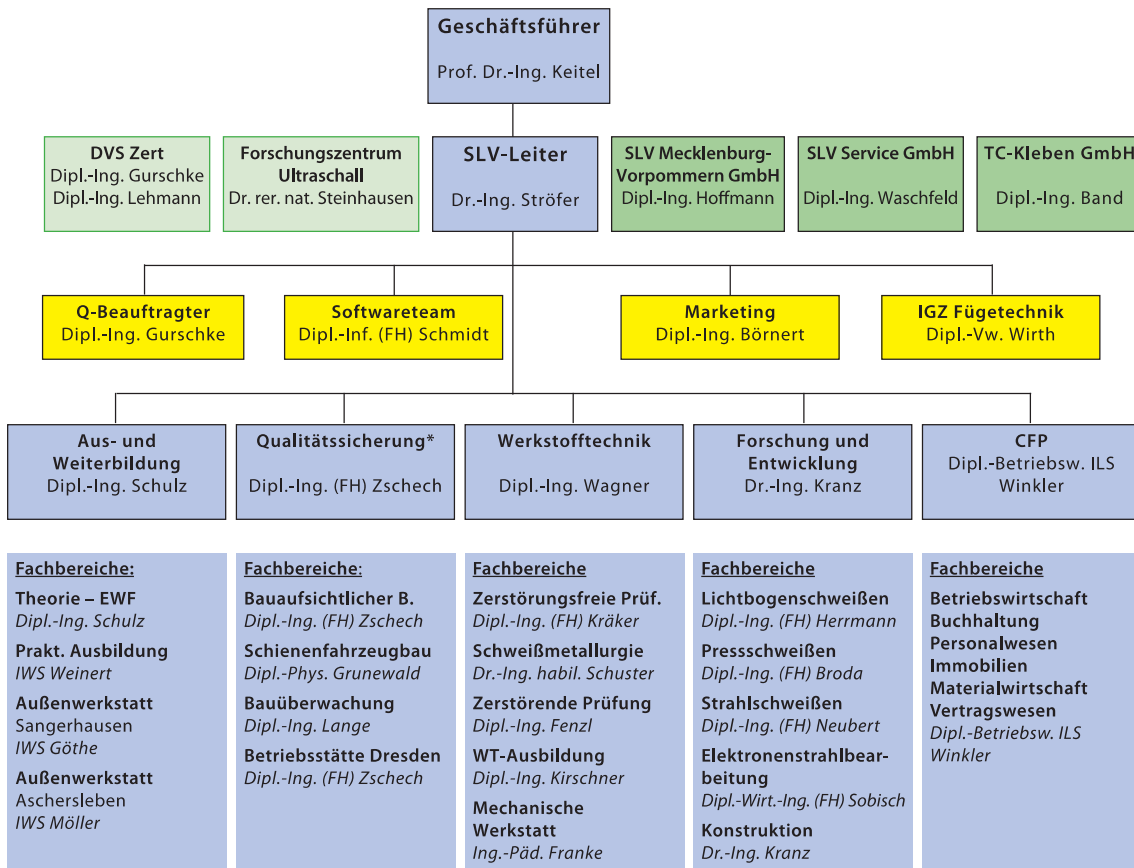 Geschäftsführer
Prof. Dr.-Ing. Keitel
DVS Zert
Dipl.-Ing. Gurschke
Dipl.-Ing. Lehmann
Forschungszentrum
Ultraschall
Dr. rer. nat. Steinhausen
SLV-Leiter
Dr.-Ing. Ströfer
SLV Mecklenburg-
Vorpommern GmbH
Dipl.-Ing. Hoffmann
SLV Service GmbH
Dipl.-Ing. Waschfeld
TC-Kleben GmbH
Dipl.-Ing. Band
Q-Beauftragter
Dipl.-Ing. Gurschke
Softwareteam
Dipl.-Inf. (FH) Schmidt
Marketing
Dipl.-Ing. Börnert
IGZ Fügetechnik
Dipl.-Vw. Wirth
Aus- und
Weiterbildung
Dipl.-Ing. Schulz
Qualitätssicherung*
Dipl.-Ing. (FH) Zschech
Werkstofftechnik
Dipl.-Ing. Wagner
Forschung und
Entwicklung
Dr.-Ing. Kranz
CFP
Dipl.-Betriebsw. ILS
Winkler
Fachbereiche:
Theorie – EWF
Dipl.-Ing. Schulz
Prakt. Ausbildung
IWS Weinert
Außenwerkstatt
Sangerhausen
IWS Göthe
Außenwerkstatt
Aschersleben
IWS Möller
Fachbereiche:
Bauaufsichtlicher B.
Dipl.-Ing. (FH) Zschech
Schienenfahrzeugbau
Dipl.-Phys. Grunewald
Bauüberwachung
Dipl.-Ing. Lange
Betriebsstätte Dresden
Dipl.-Ing. (FH) Zschech
Fachbereiche
Zerstörungsfreie Prüf.
Dipl.-Ing. (FH) Kräker
Schweißmetallurgie
Dr.-Ing. habil. Schuster
Zerstörende Prüfung
Dipl.-Ing. Fenzl
WT-Ausbildung
Dipl.-Ing. Kirschner
Mechanische
Werkstatt
Ing.-Päd. Franke
Fachbereiche
Lichtbogenschweißen
Dipl.-Ing. (FH) Herrmann
Pressschweißen
Dipl.-Ing. (FH) Broda
Strahlschweißen
Dipl.-Ing. (FH) Neubert
Elektronenstrahlbear-
beitung
Dipl.-Wirt.-Ing. (FH) Sobisch
Konstruktion
Dr.-Ing. Kranz
Fachbereiche
Betriebswirtschaft
Buchhaltung
Personalwesen
Immobilien
Materialwirtschaft
Vertragswesen
Dipl.-Betriebsw. ILS
Winkler